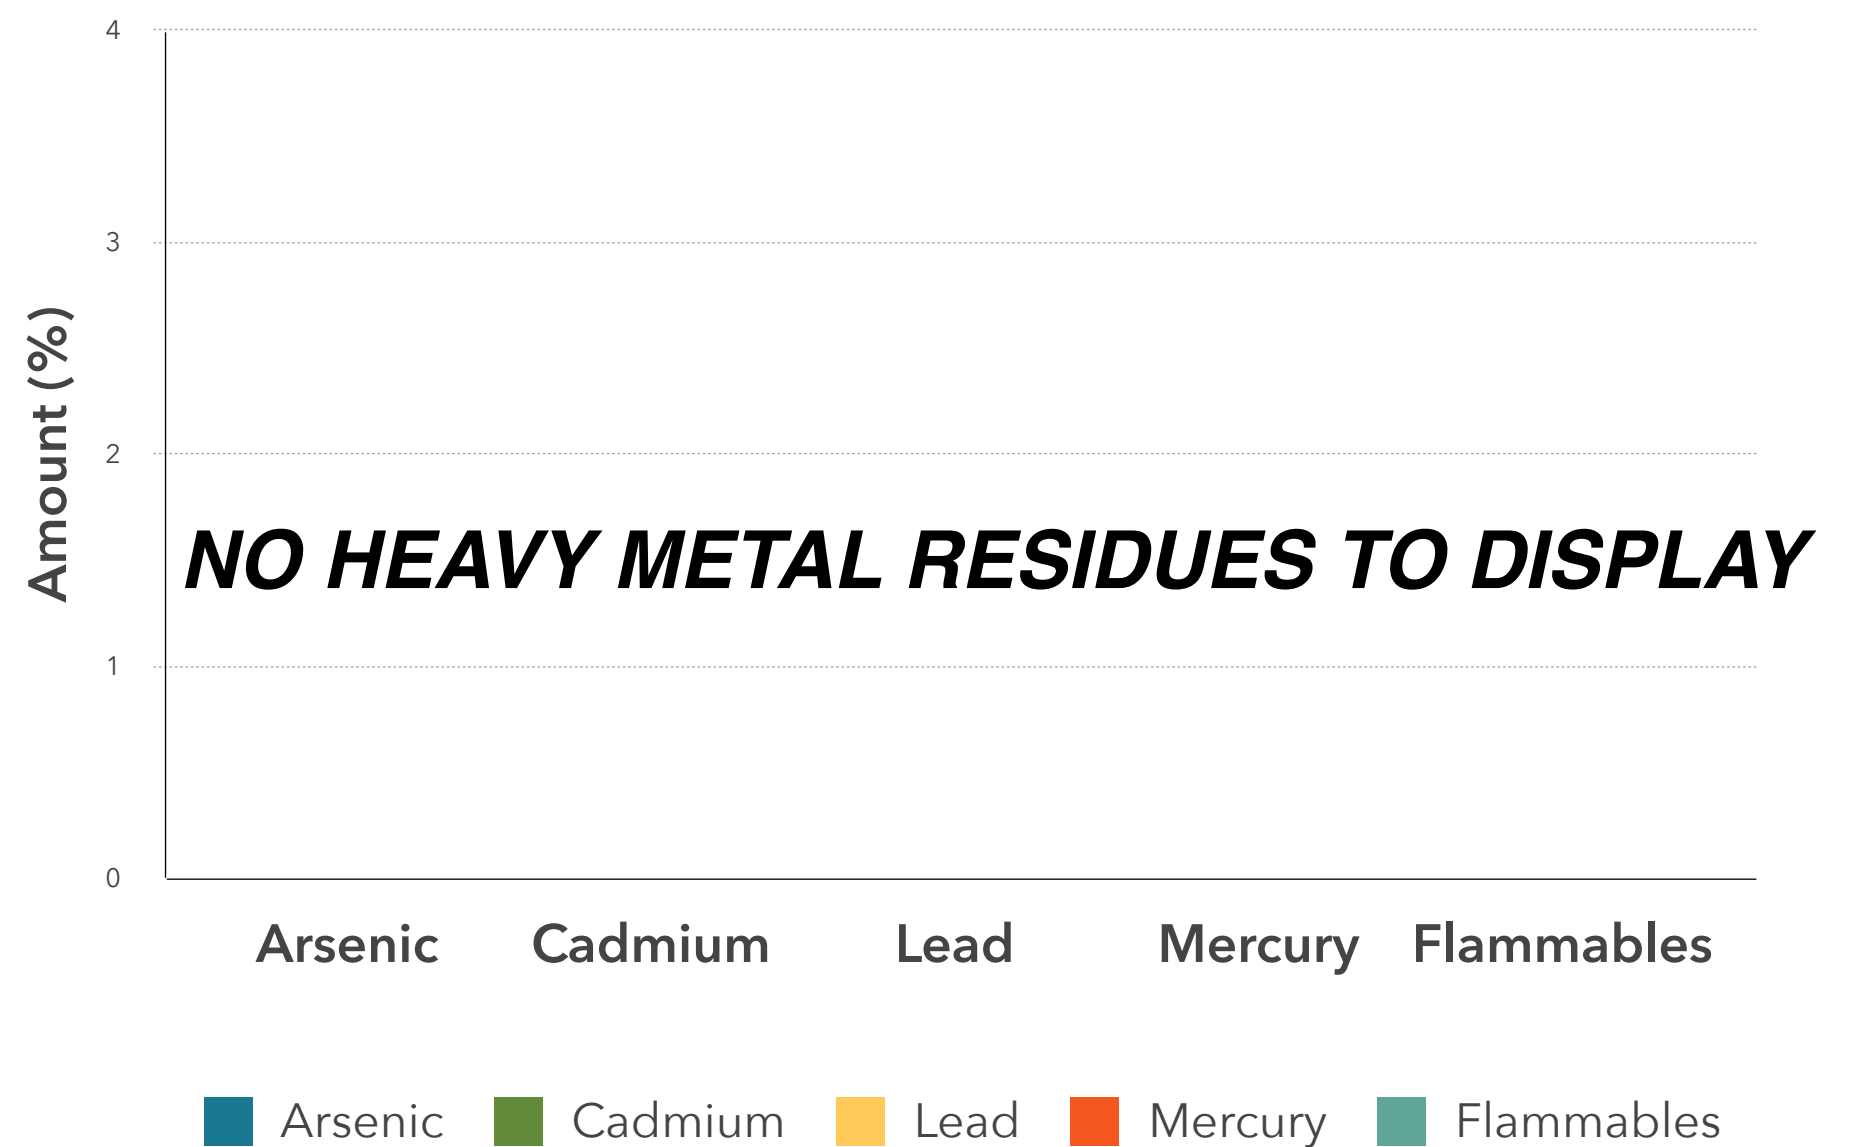 4
3
2
1
0
Amount (%)
NO HEAVY METAL RESIDUES TO DISPLAY
Arsenic Cadmium Lead Mercury Flammables
Arsenic Cadmium Lead Mercury Flammables